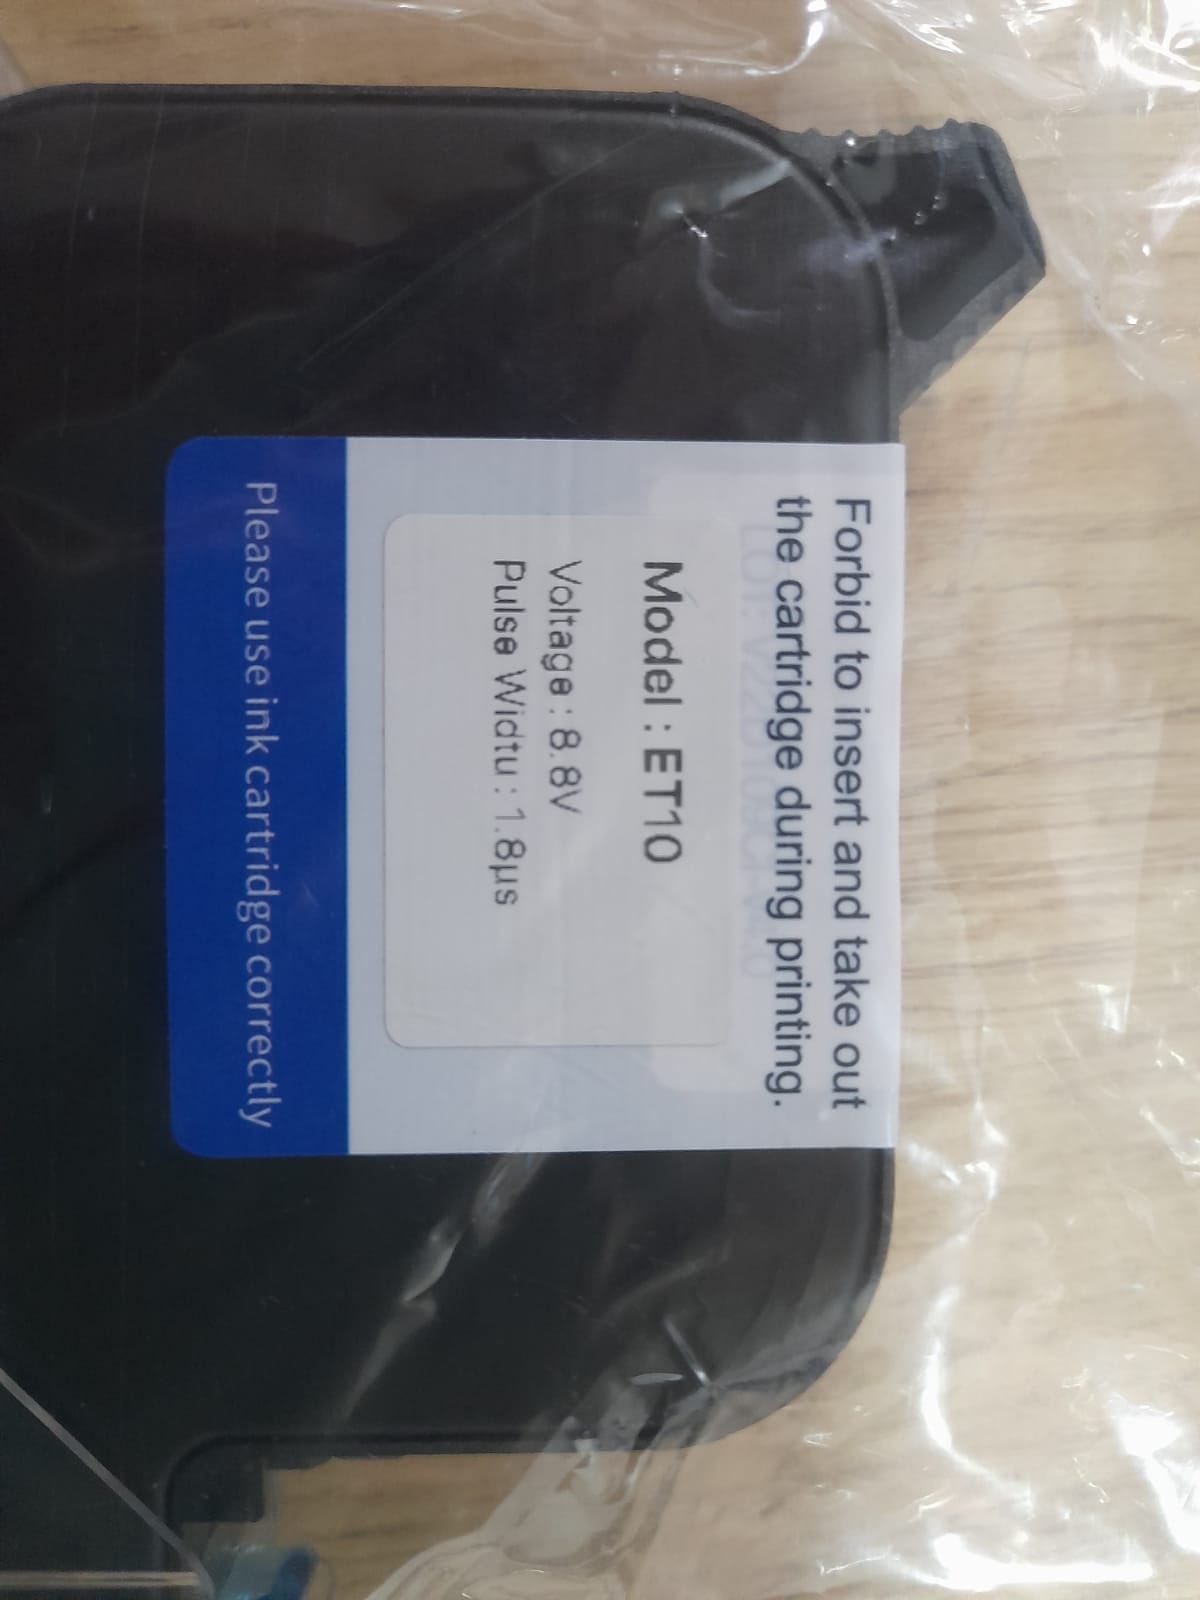 Forbid to insert and take out
the cartridge during printing.
Model : ET10
Voltage : 8.8V
Pulse Widtu : 1.8µs
Please use ink cartridge correctly